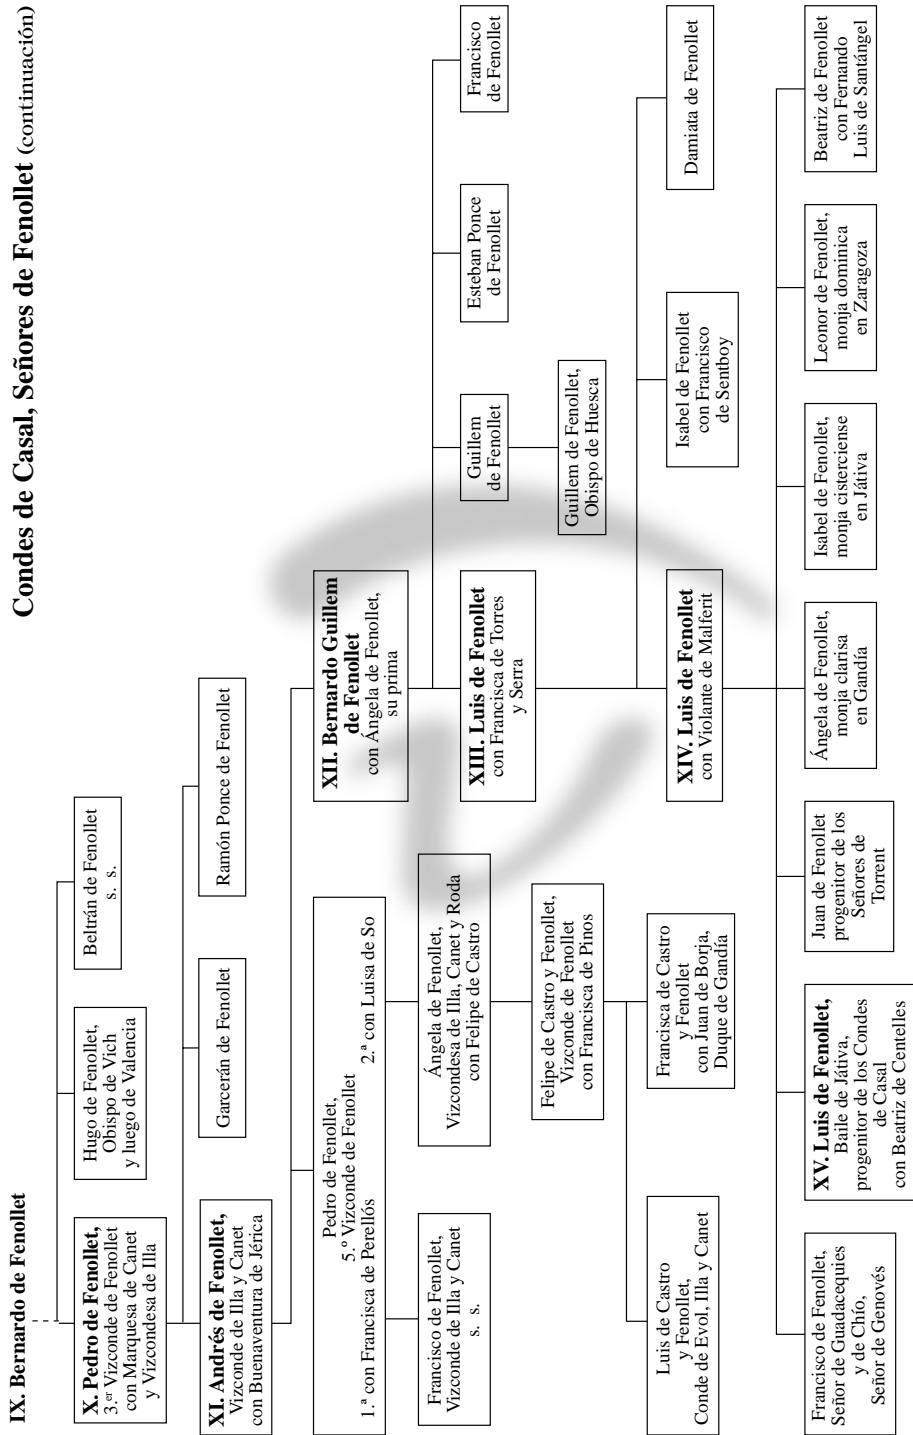 Condes de Casal, Señores de Fenollet (continuación)
IX. Bernardo de Fenollet
X. Pedro de Fenollet,
3.er Vizconde de Fenollet
con Marquesa de Canet
y Vizcondesa de Illa
Hugo de Fenollet,
Obispo de Vich
y luego de Valencia
Beltrán de Fenollet
s. s.
XI. Andrés de Fenollet,
Vizconde de Illa y Canet
con Buenaventura de Jérica
Garcerán de Fenollet
Ramón Ponce de Fenollet
Pedro de Fenollet,
5.º Vizconde de Fenollet
1.ª con Francisca de Perellós
2.ª con Luisa de So
XII. Bernardo Guillem
de Fenollet
con Ángela de Fenollet,
su prima
Francisco de Fenollet,
Vizconde de Illa y Canet
s. s.
Ángela de Fenollet,
Vizcondesa de Illa, Canet y Roda
con Felipe de Castro
XIII. Luis de Fenollet
con Francisca de Torres
y Serra
Guillem
de Fenollet
Esteban Ponce
de Fenollet
Francisco
de Fenollet
Felipe de Castro y Fenollet,
Vizconde de Fenollet
con Francisca de Pinos
Guillem de Fenollet,
Obispo de Huesca
Luis de Castro
y Fenollet,
Conde de Evol, Illa y Canet
Francisca de Castro
y Fenollet
con Juan de Borja,
Duque de Gandía
XIV. Luis de Fenollet
con Violante de Malferit
Isabel de Fenollet
con Francisco
de Sentboy
Damiata de Fenollet
Francisco de Fenollet,
Señor de Guadacequies
y de Chío,
Señor de Genovés
XV. Luis de Fenollet,
Baile de Játiva,
progenitor de los Condes
de Casal
con Beatriz de Centelles
Juan de Fenollet
progenitor de los
Señores de
Torrent
Ángela de Fenollet,
monja clarisa
en Gandía
Isabel de Fenollet,
monja cisterciense
en Játiva
Leonor de Fenollet,
monja dominica
en Zaragoza
Beatriz de Fenollet
con Fernando
Luis de Santángel